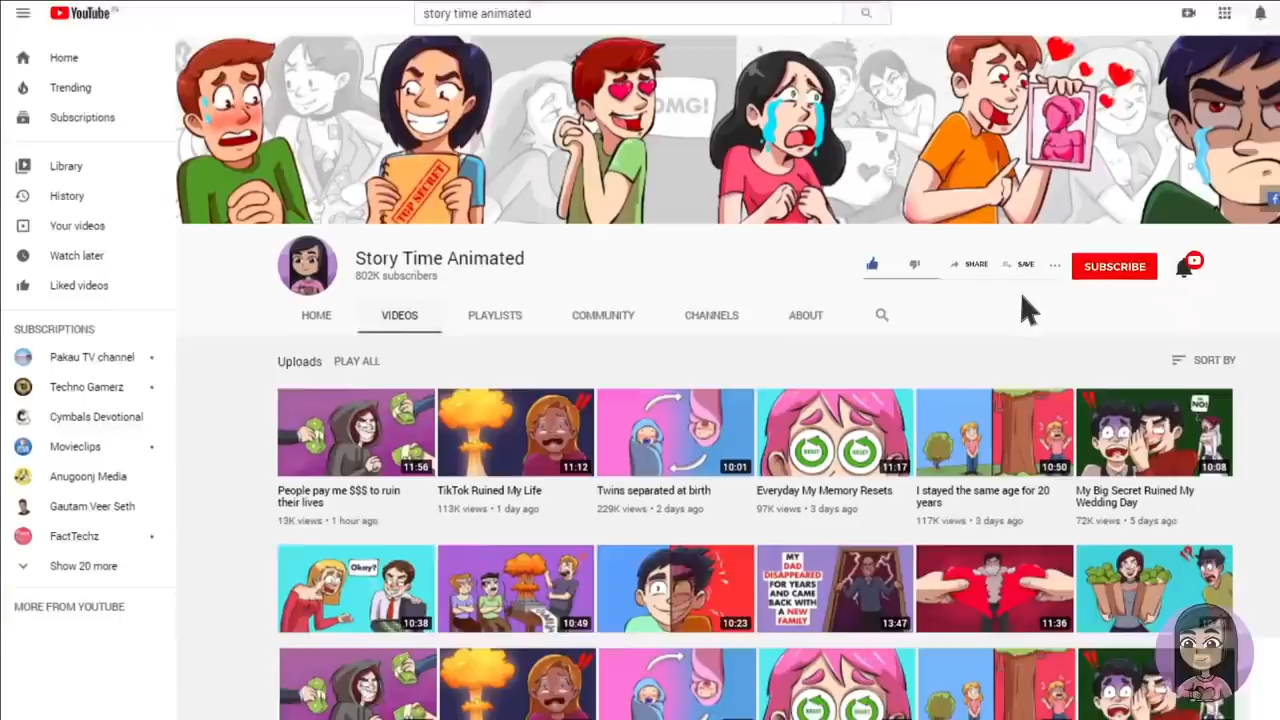 YouTube
story time animated
Home
Trending
Subscriptions
Library
History
Your videos
Watch later
Liked videos
SUBSCRIPTIONS
Pakau TV channel
Techno Gamerz
Cymbals Devotional
Movieclips
Anugoonj Media
Gautam Veer Seth
FactTechz
Show 20 more
MORE FROM YOUTUBE
OMG!
TOP SECRET
Story Time Animated
802K subscribers
SHARE
SAVE
SUBSCRIBE
HOME
VIDEOS
PLAYLISTS
COMMUNITY
CHANNELS
ABOUT
Uploads
PLAY ALL
SORT BY
11:56
11:12
10:01
RESET
RESET
11:17
10:50
NO!
10:08
People pay me $$$ to ruin
their lives
13K views • 1 hour ago
TikTok Ruined My Life
113K views • 1 day ago
Twins separated at birth
229K views • 2 days ago
Everyday My Memory Resets
97K views • 3 days ago
I stayed the same age for 20
years
117K views • 3 days ago
My Big Secret Ruined My
Wedding Day
72K views • 5 days ago
Okay?
10:38
10:49
10:23
MY
DAD
DISAPPEARED
FOR YEARS
AND CAME
BACK WITH
A NEW
FAMILY
13:47
11:36